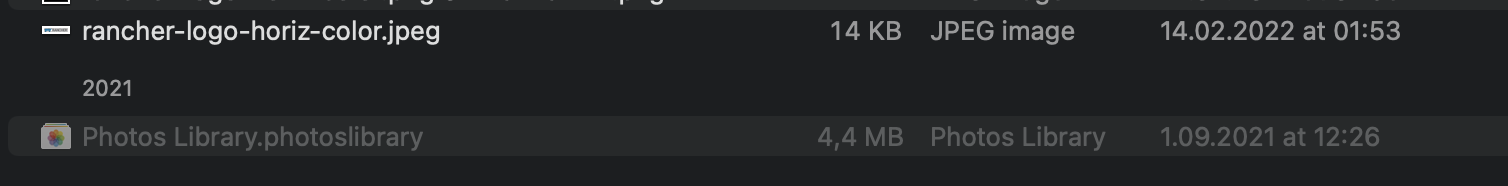 rancher-logo-horiz-color.jpeg 14 KB JPEG image 14.02.2022 at 01:53
2021
Photos Library.photoslibrary 4,4 MB Photos Library 1.09.2021 at 12:26